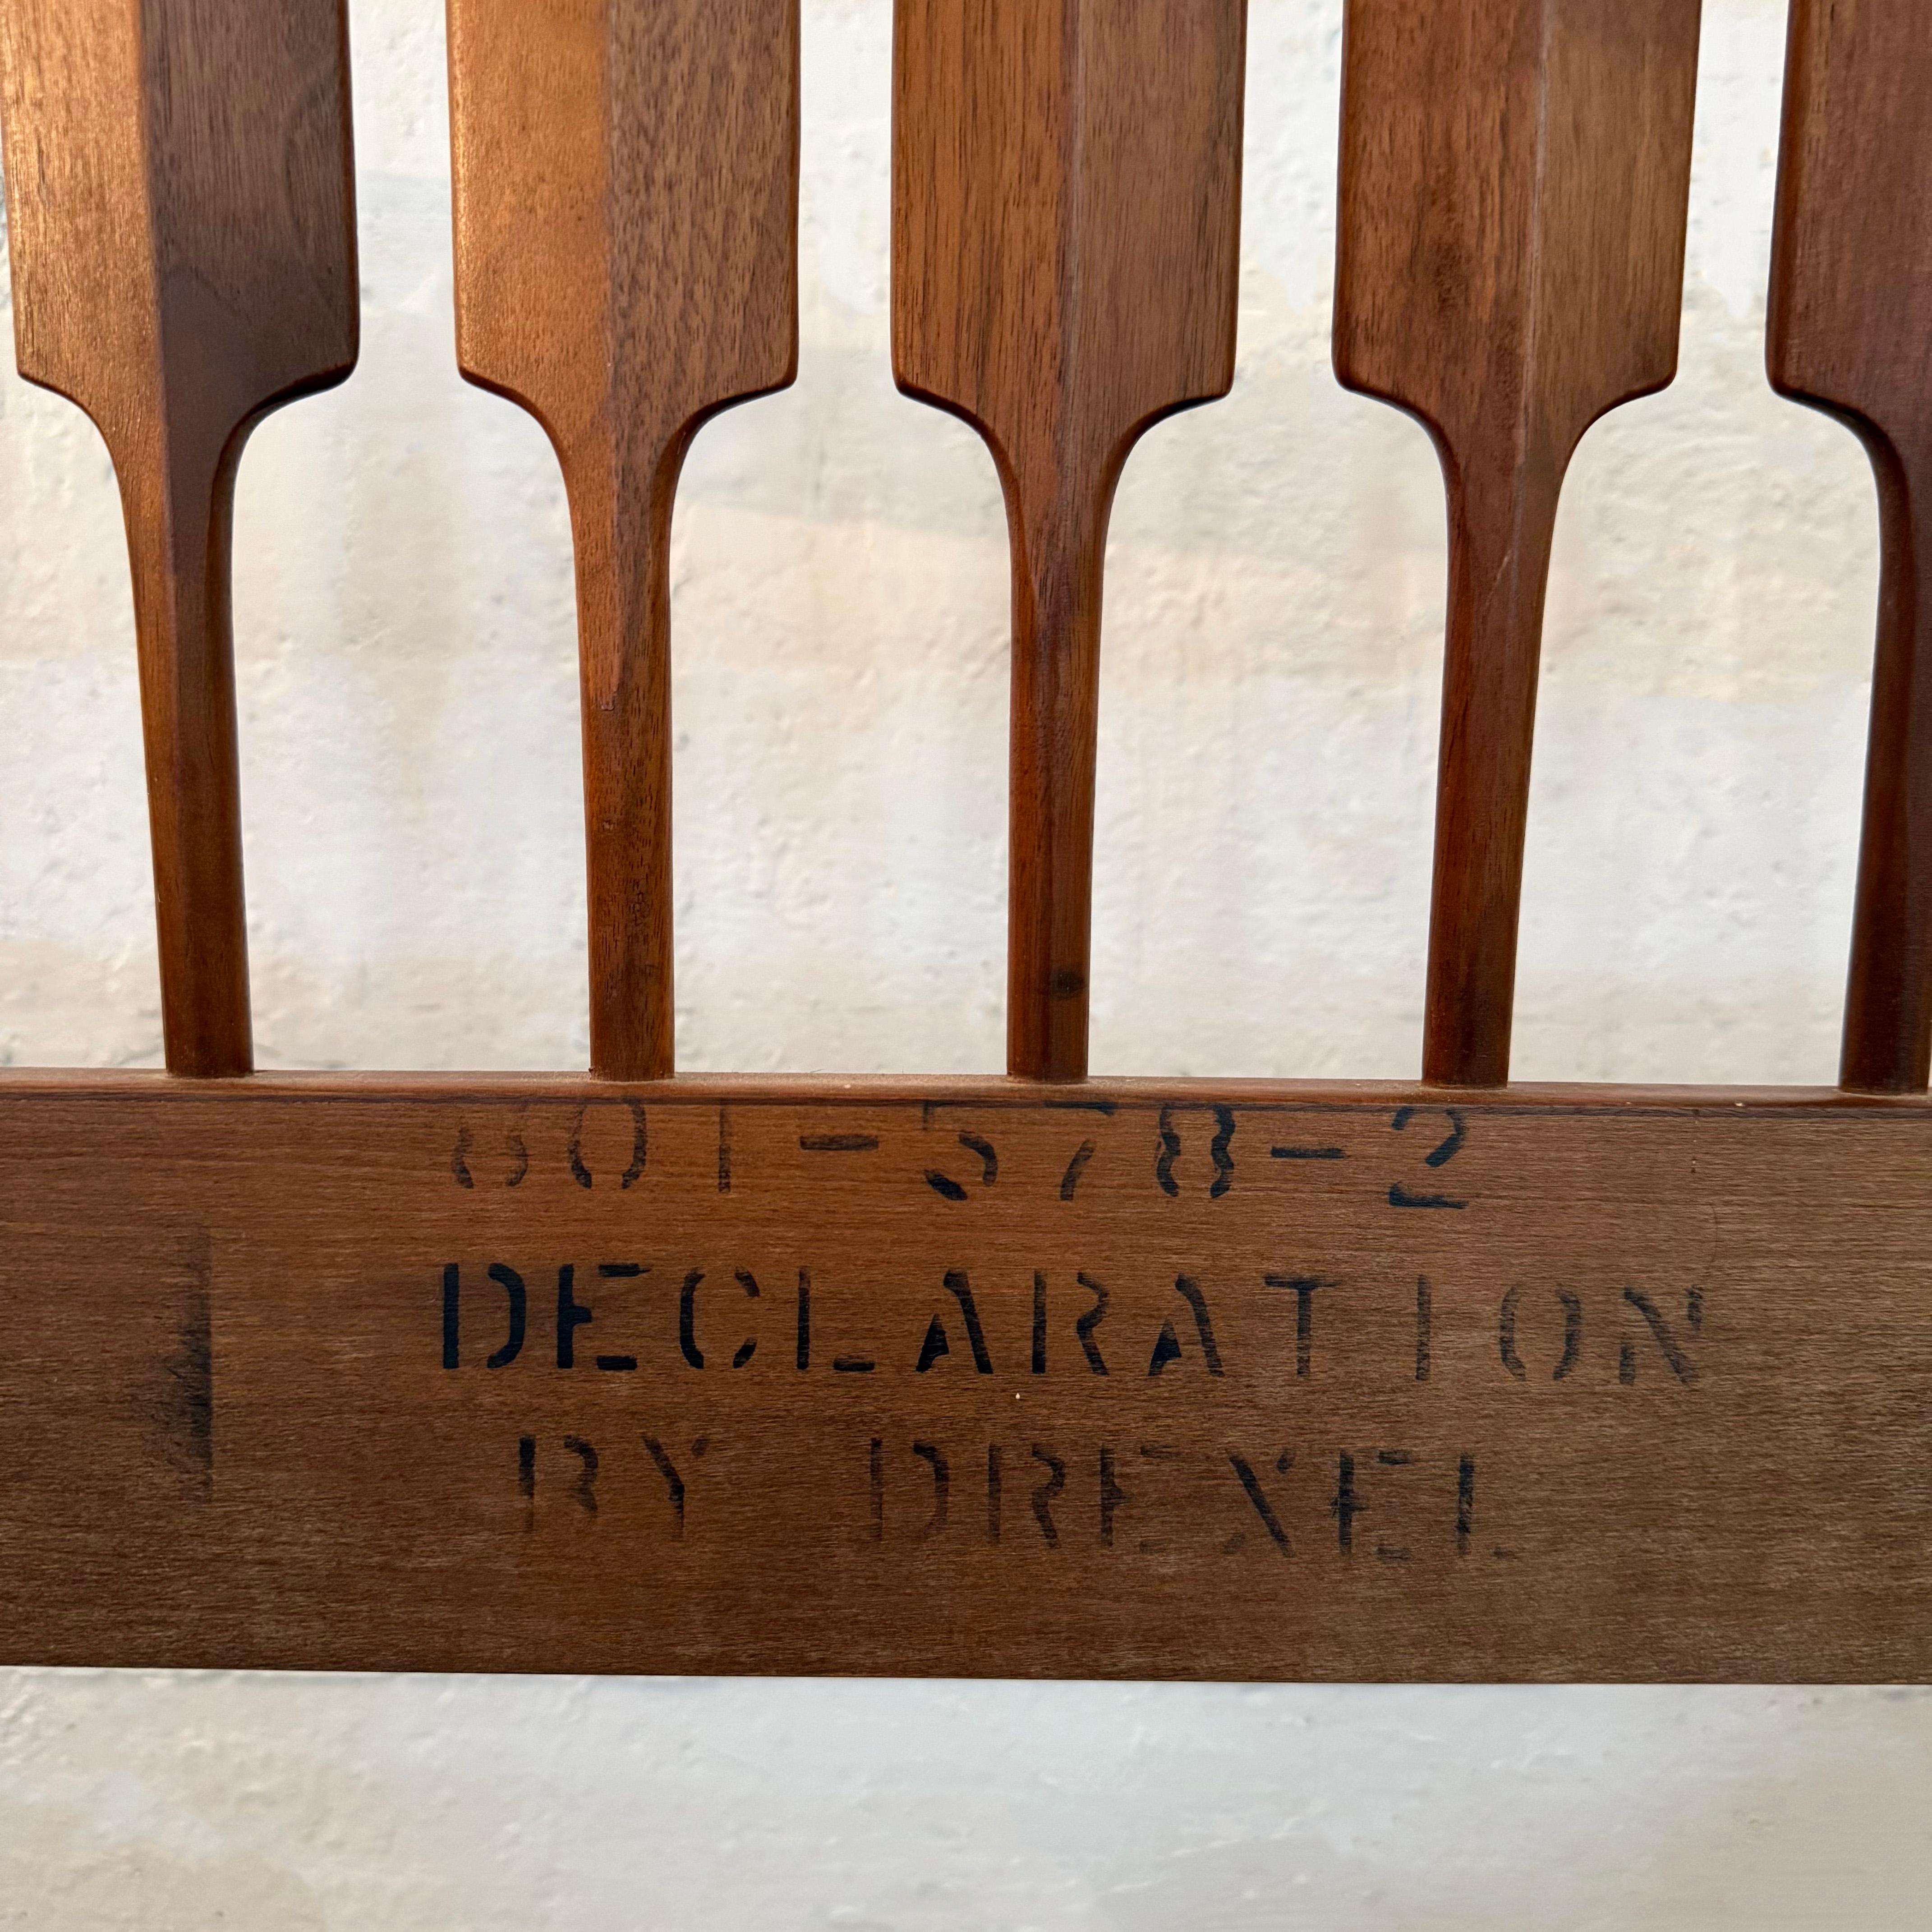 801-578-2
DECLARATION
BY DREXEL